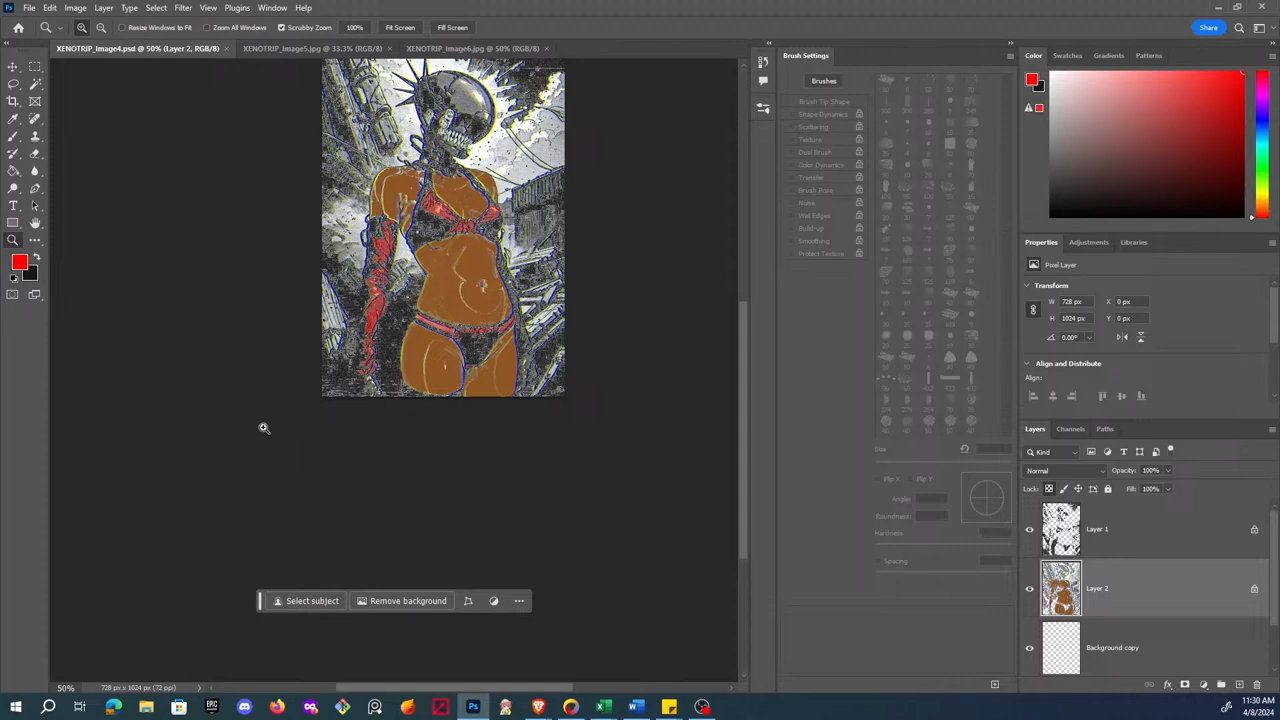 File Edit Image Layer Type Select Filter View Plugins Window Help
Resize Windows to Fit Zoom All Windows Scrubby Zoom 100% Fit Screen Fill Screen Share
XENOTRIP_Image4.psd @ 50% (Layer 2, RGB/8) × XENOTRIP_Image5.jpg @ 33.3% (RGB/8) × XENOTRIP_Image6.jpg @ 50% (RGB/8) ×
Brush Settings
Brushes
Brush Tip Shape
Shape Dynamics
Scattering
Texture
Dual Brush
Color Dynamics
Transfer
Brush Pose
Noise
Wet Edges
Build-up
Smoothing
Protect Texture
Size
Flip X Flip Y
Angle:
Roundness:
Hardness
Spacing
Color Swatches Gradients Patterns
Properties Adjustments Libraries
Pixel Layer
Transform
W 728 px X 0 px
H 1024 px Y 0 px
0.00°
Align and Distribute
Align:
Layers Channels Paths
Kind
Normal Opacity: 100%
Lock: Fill: 100%
Layer 1
Layer 2
Background copy
Select subject Remove background
50% 728 px x 1024 px (72 ppi)
11:30 AM
4/8/2024